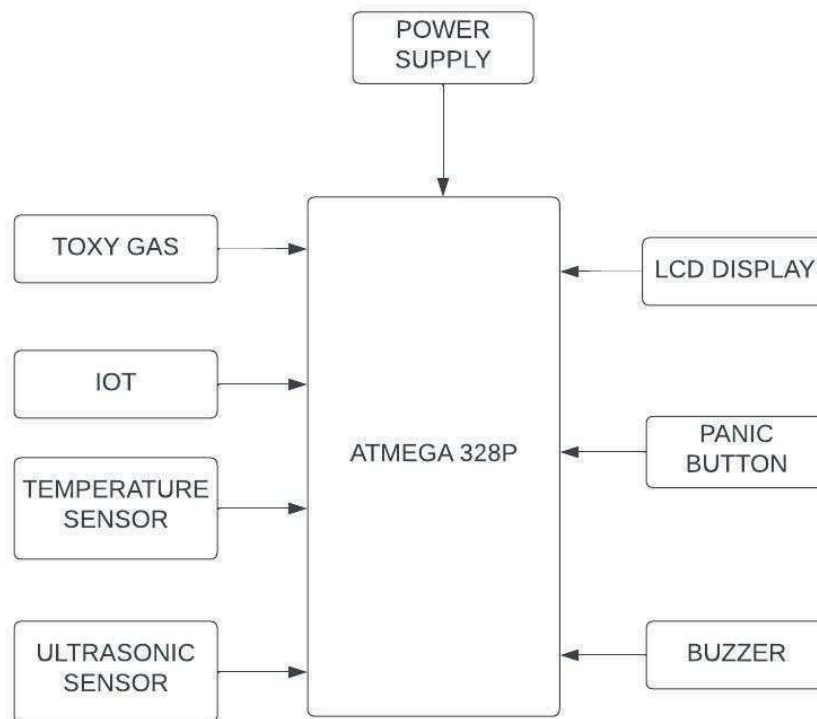 POWER
SUPPLY
TOXY GAS
LCD DISPLAY
IOT
ATMEGA 328P
PANIC
BUTTON
TEMPERATURE
SENSOR
ULTRASONIC
SENSOR
BUZZER